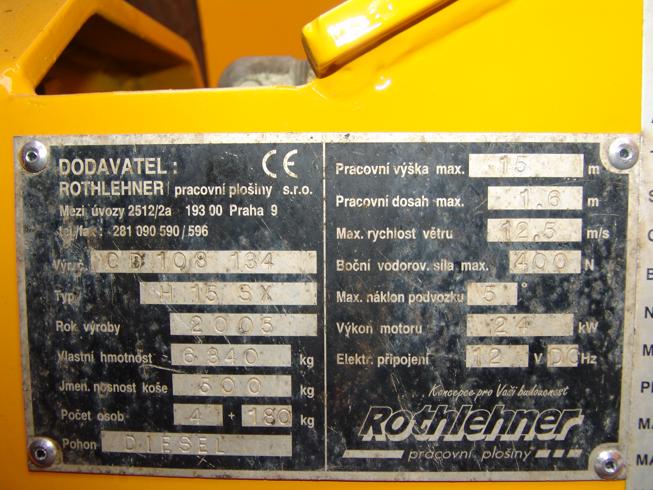 DODAVATEL : CE
ROTHLEHNER pracovní plošiny s.r.o.
Mezi úvozy 2512/2a 193 00 Praha 9
tel/fax : 281 090 590 / 596
Výr.č. CD 108 134
Typ H 15 SX
Rok výroby 2005
Vlastní hmotnost 6340 kg
Jmen. nosnost koše 500 kg
Počet osob 4 + 180 kg
Pohon DIESEL
Pracovní výška max. 15 m
Pracovní dosah max. 1.6 m
Max. rychlost větru 12,5 m/s
Boční vodorov. síla max. 400 N
Max. náklon podvozku 5 °
Výkon motoru 24 kW
Elektr. připojení 12 V DC Hz
Koncepce pro Vaši budoucnost
Rothlehner
pracovní plošiny